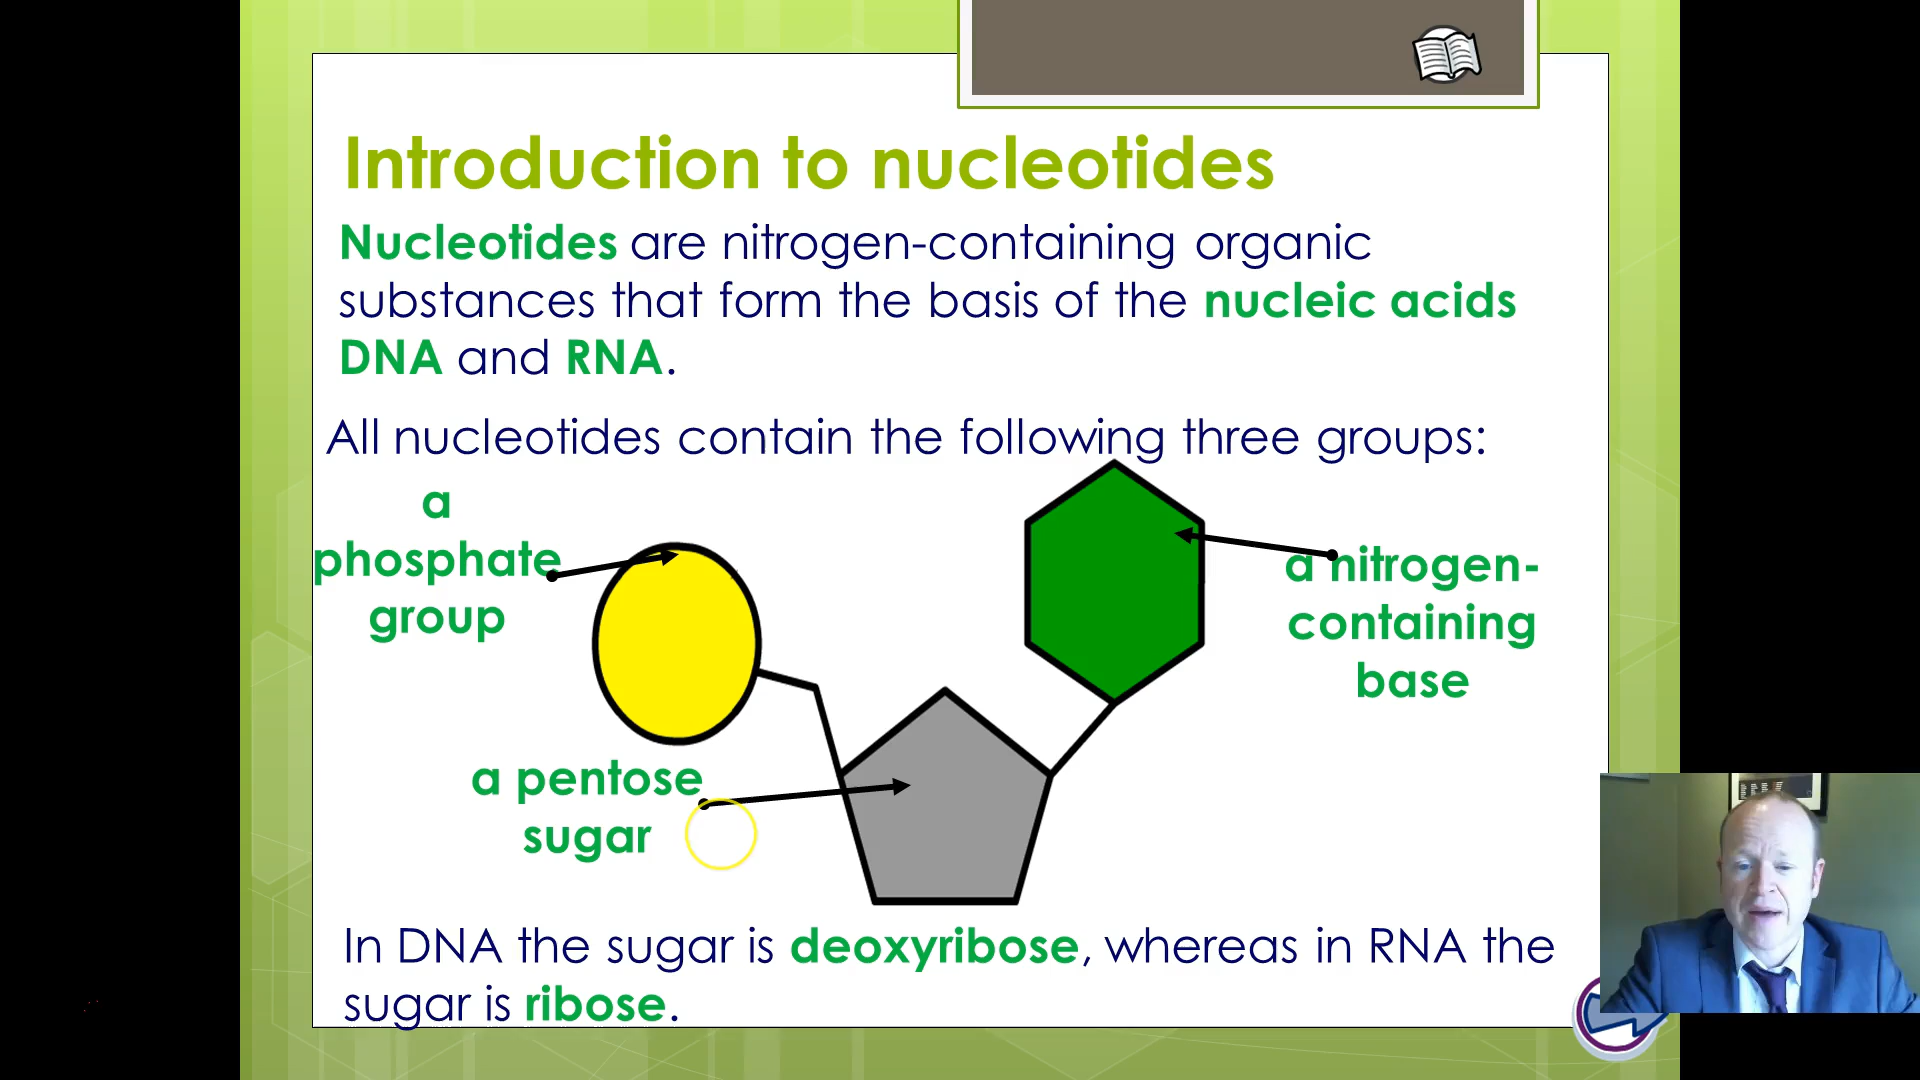 Introduction to nucleotides
Nucleotides are nitrogen-containing organic
substances that form the basis of the nucleic acids
DNA and RNA.
All nucleotides contain the following three groups:
a
phosphate
group
a nitrogen-
containing
base
a pentose
sugar
In DNA the sugar is deoxyribose, whereas in RNA the
sugar is ribose.